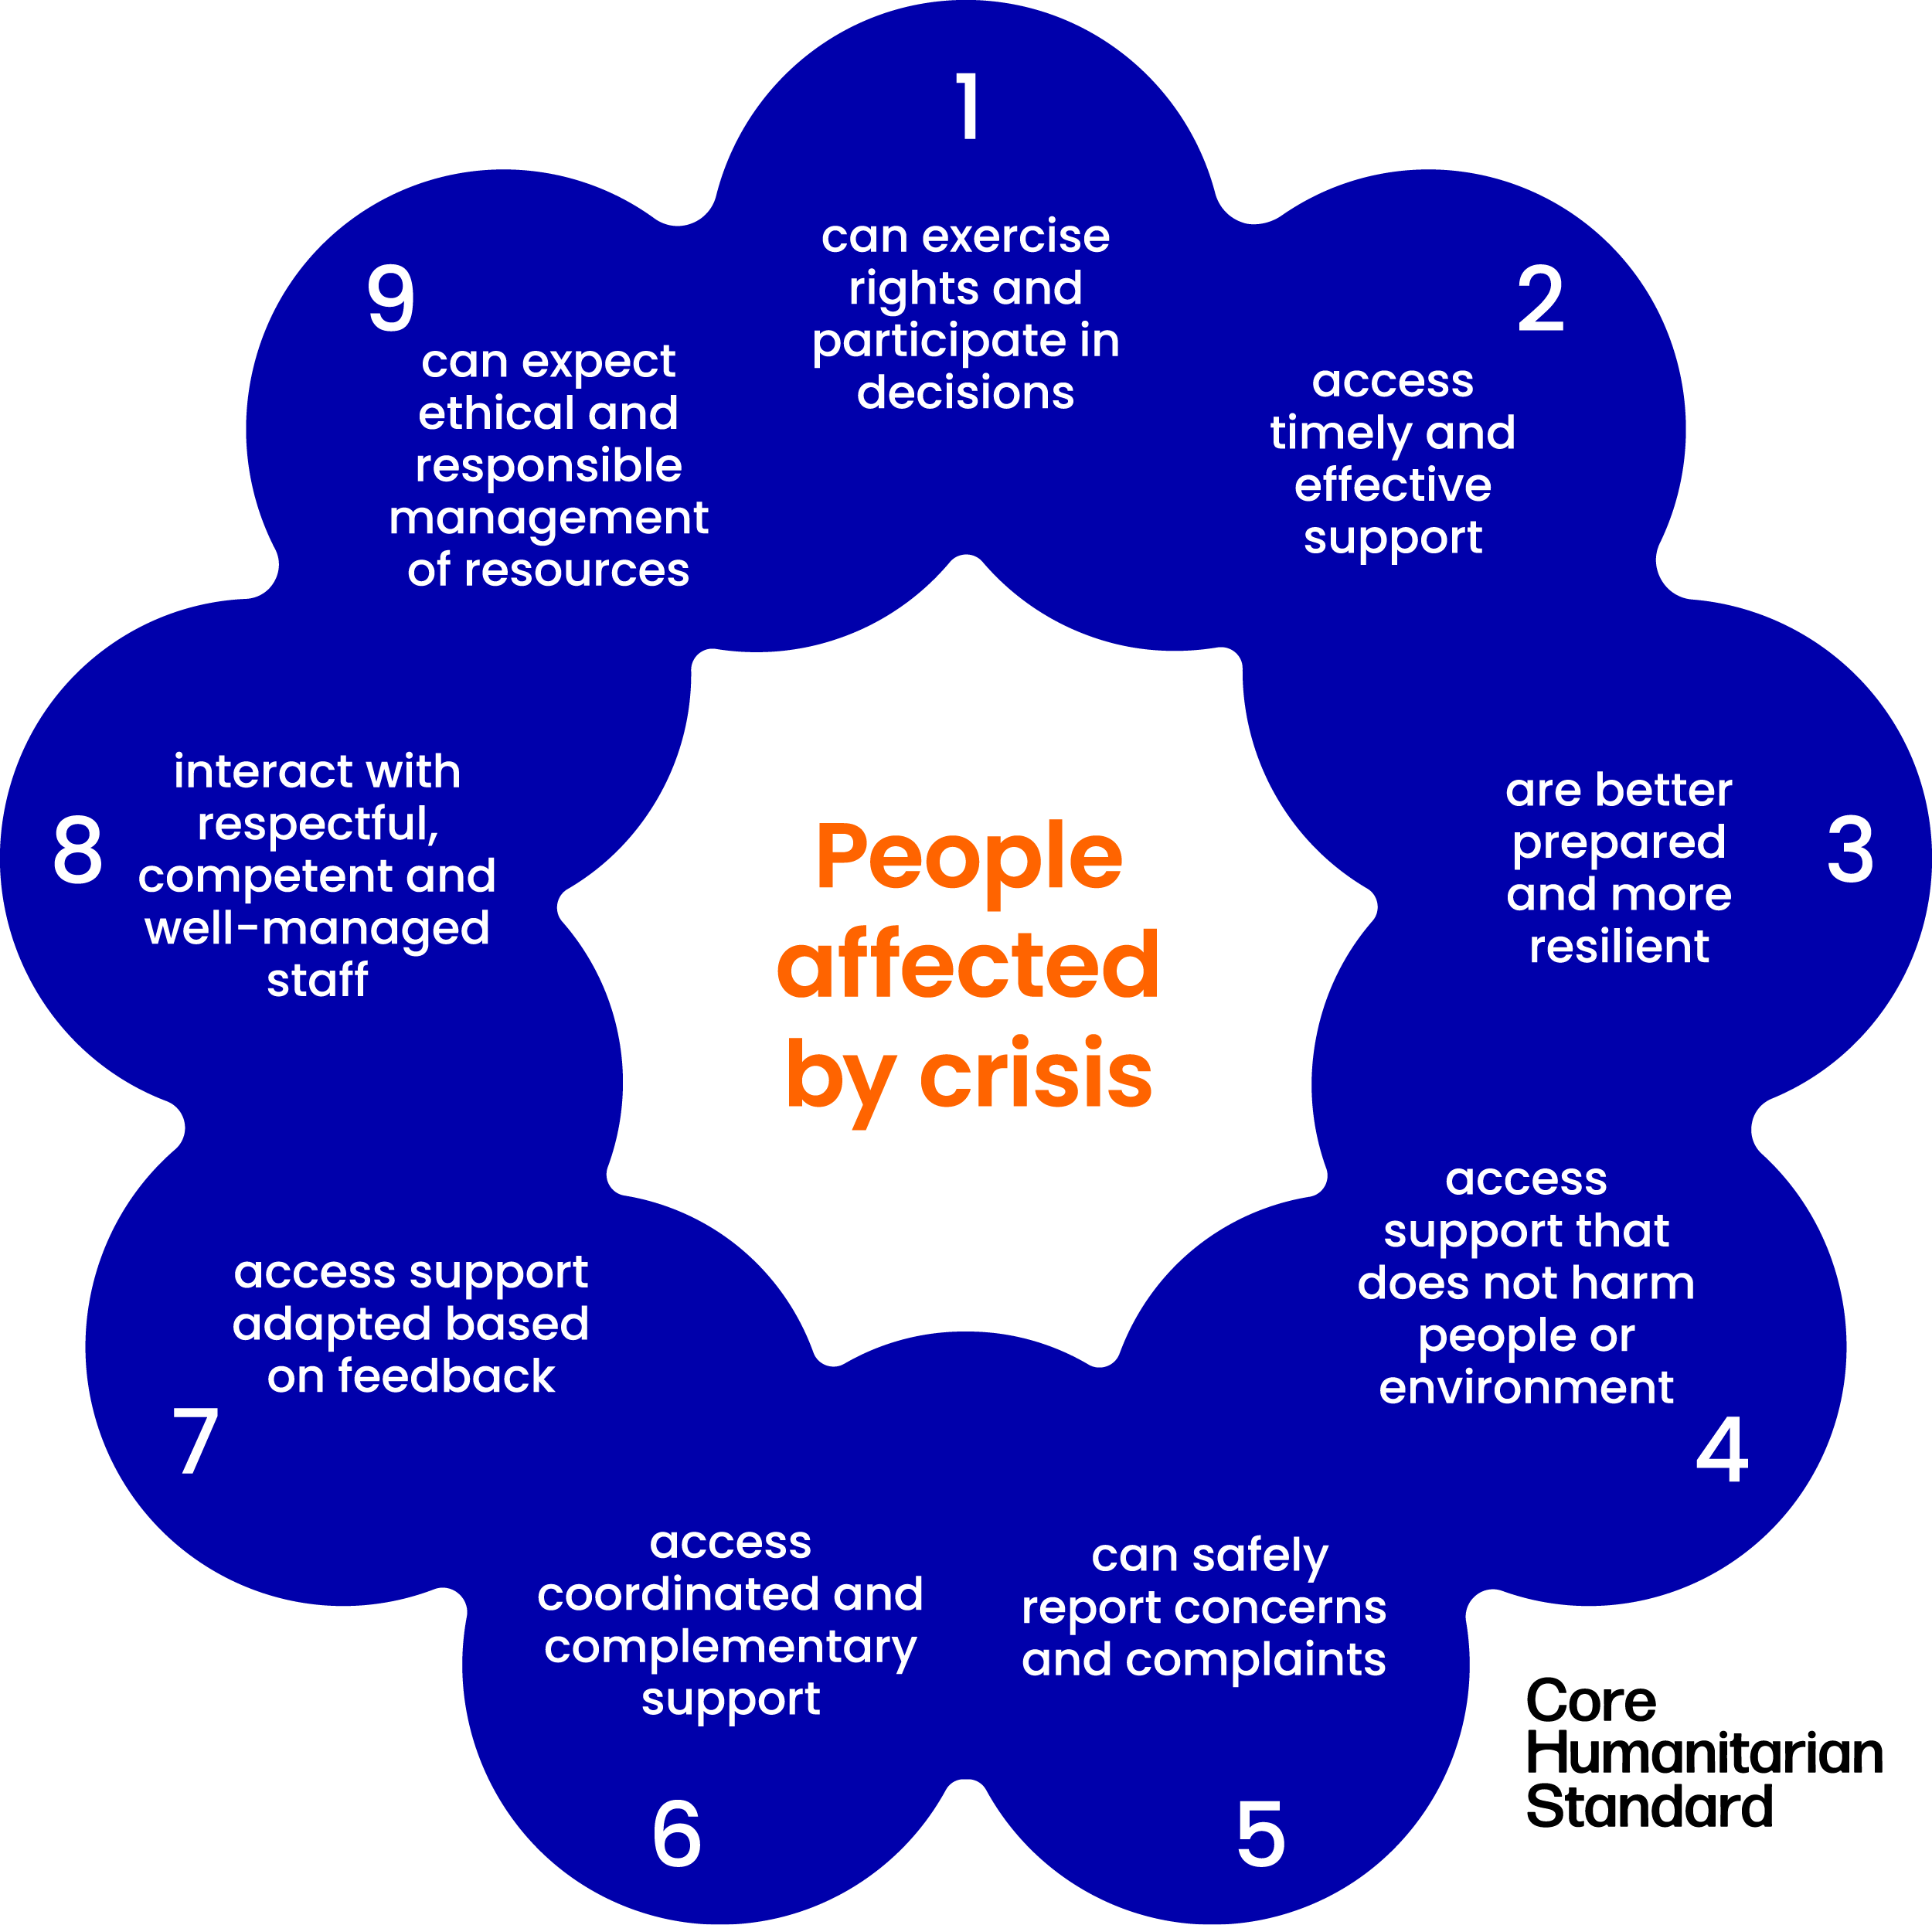 1
can exercise
rights and
participate in
decisions
2
access
timely and
effective
support
3
are better
prepared
and more
resilient
4
access
support that
does not harm
people or
environment
5
can safely
report concerns
and complaints
6
access
coordinated and
complementary
support
7
access support
adapted based
on feedback
8
interact with
respectful,
competent and
well-managed
staff
9
can expect
ethical and
responsible
management
of resources
People
affected
by crisis
Core
Humanitarian
Standard